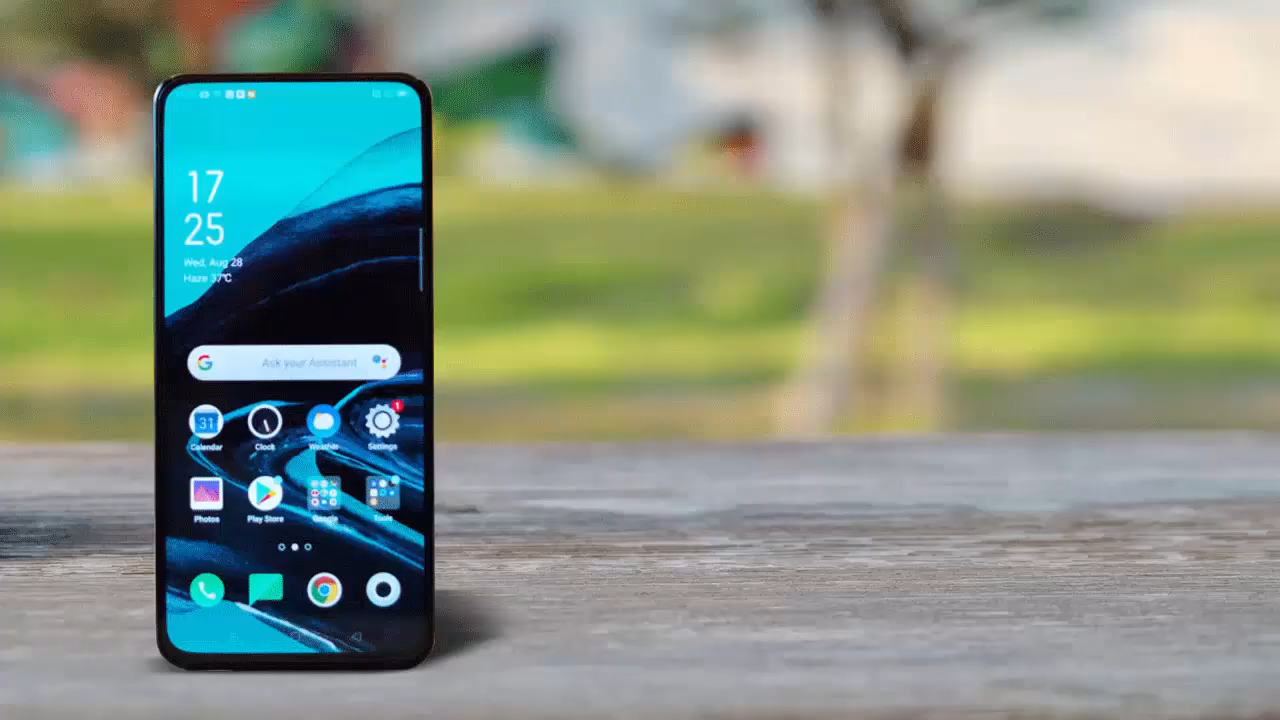 17
25
Wed, Aug 28
Haze 37℃
G Ask your Assistant
31 1
Calendar Clock Weather Settings
Photos Play Store Google Tools